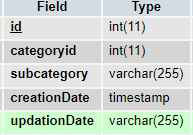 Field Type
id int(11)
categoryid int(11)
subcategory varchar(255)
creationDate timestamp
updationDate varchar(255)